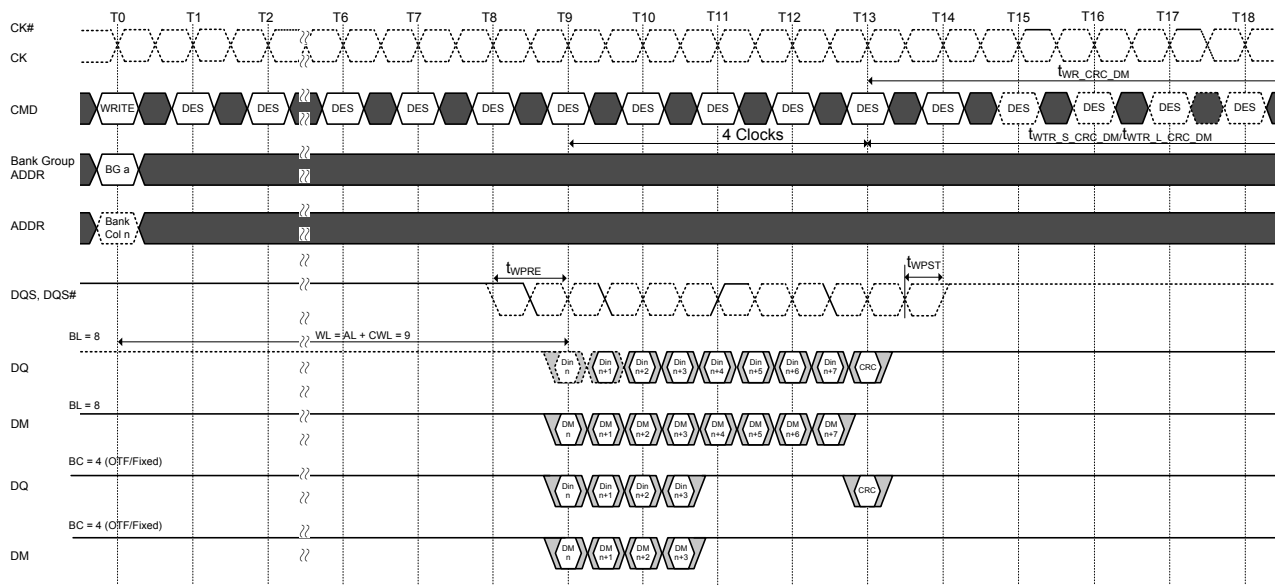 T0 T1 T2 T6 T7 T8 T9 T10 T11 T12 T13 T14 T15 T16 T17 T18
CK#
CK
tWR_CRC_DM
CMD WRITE DES DES DES DES DES DES DES DES DES DES DES DES DES DES DES
4 Clocks tWTR_S_CRC_DM/tWTR_L_CRC_DM
Bank Group
ADDR
BG a
ADDR
Bank
Col n
tWPRE tWPST
DQS, DQS#
BL = 8 WL = AL + CWL = 9
DQ
Din n Din n+1 Din n+2 Din n+3 Din n+4 Din n+5 Din n+6 Din n+7 CRC
BL = 8
DM
DM n DM n+1 DM n+2 DM n+3 DM n+4 DM n+5 DM n+6 DM n+7
BC = 4 (OTF/Fixed)
DQ
Din n Din n+1 Din n+2 Din n+3 CRC
BC = 4 (OTF/Fixed)
DM
DM n DM n+1 DM n+2 DM n+3